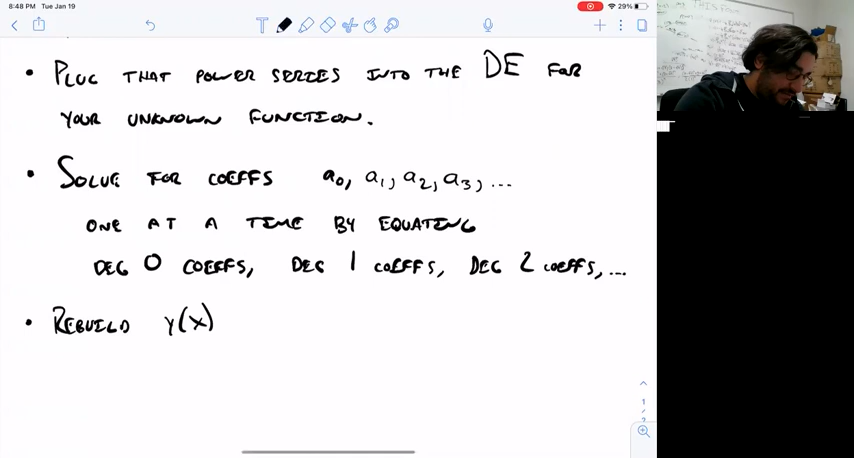 8:48 PM Tue Jan 19
29%
• PLUG THAT POWER SERIES INTO THE DE FOR
YOUR UNKNOWN FUNCTION.
• SOLVE FOR COEFFS a₀, a₁, a₂, a₃, ...
ONE AT A TIME BY EQUATING
DEG 0 COEFFS, DEG 1 COEFFS, DEG 2 COEFFS, ...
• REBUILD y(x)
1
/